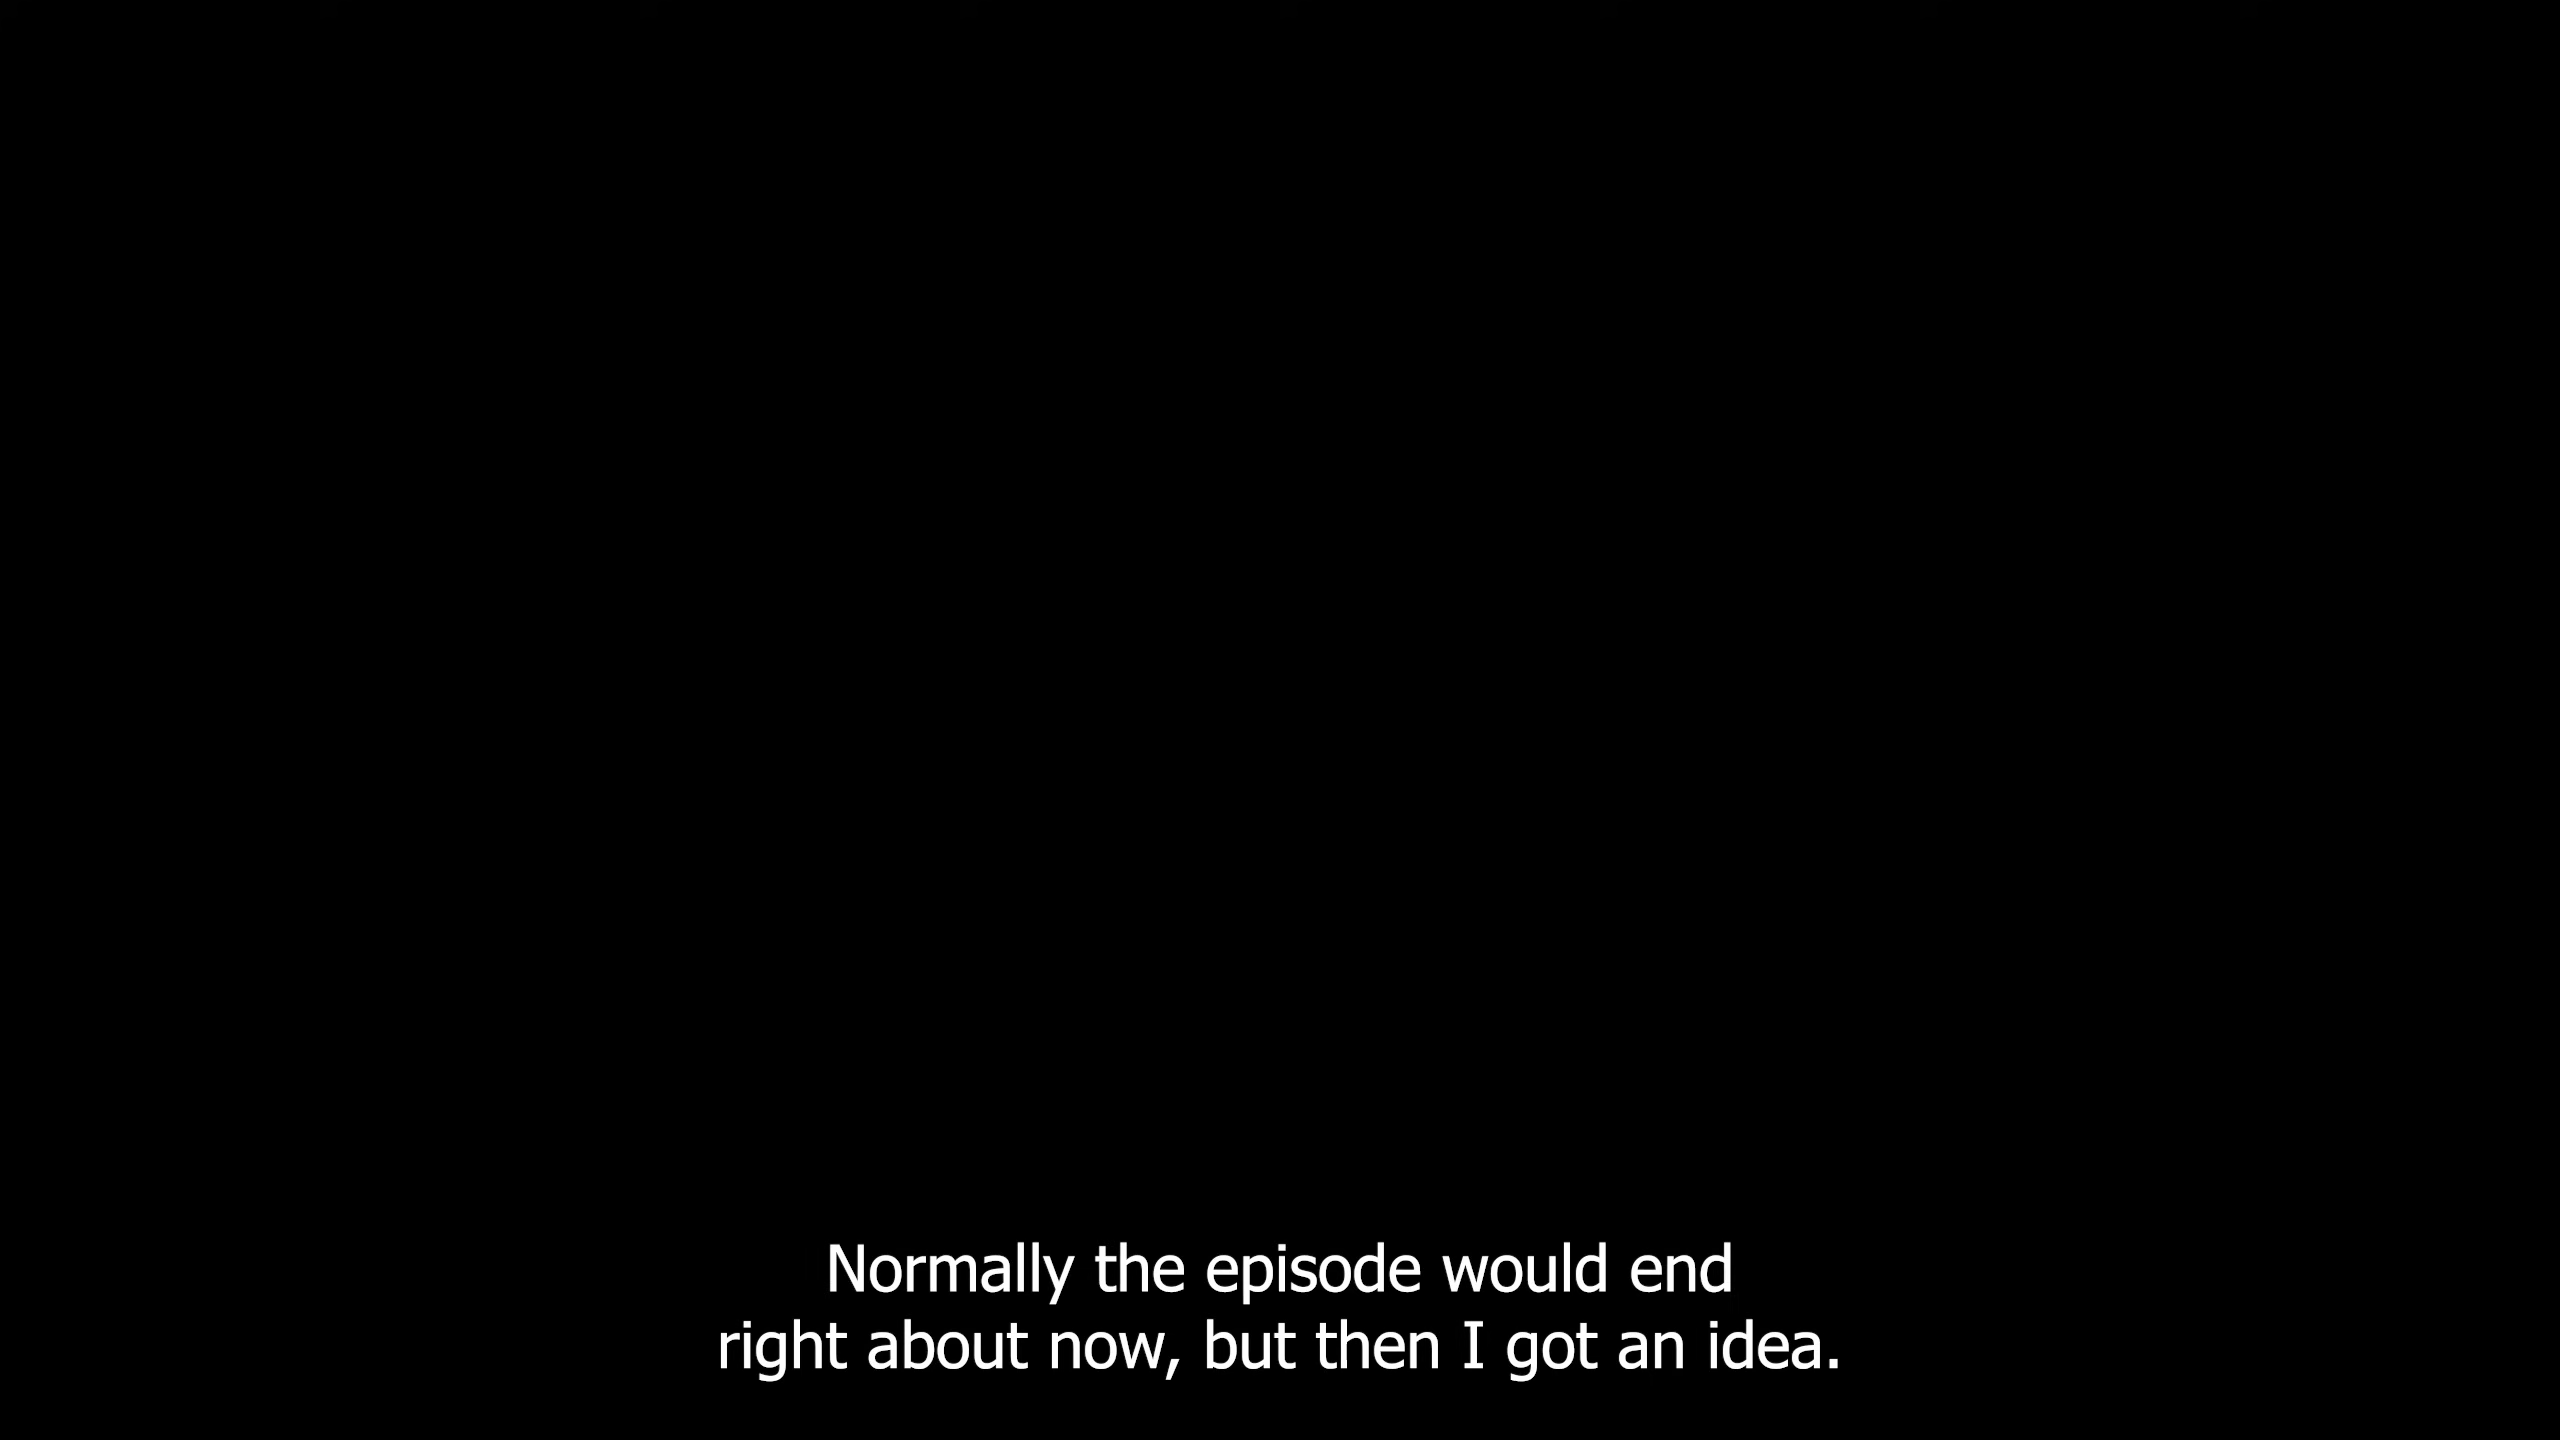 Normally the episode would end
right about now, but then I got an idea.